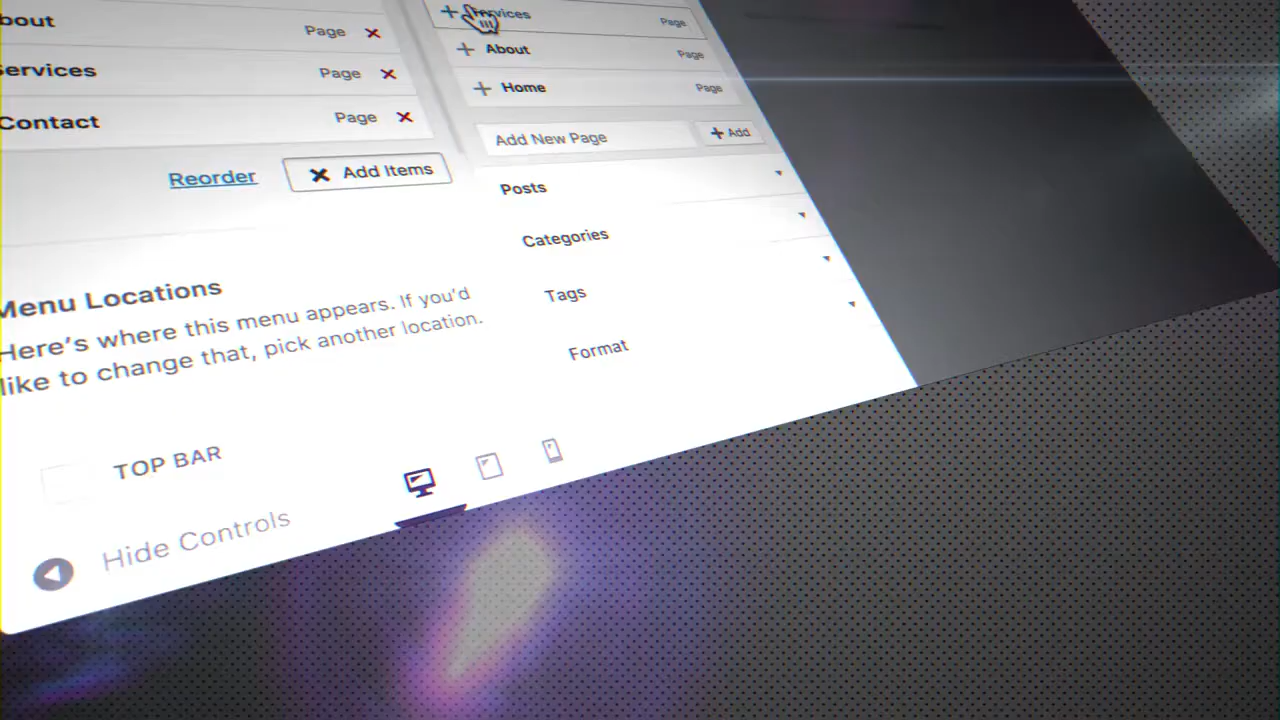 bout Page
ervices Page
Contact Page
Reorder Add Items
Menu Locations
Here's where this menu appears. If you'd
like to change that, pick another location.
TOP BAR
Hide Controls
Services Page
About Page
Home Page
Add New Page Add
Posts
Categories
Tags
Format